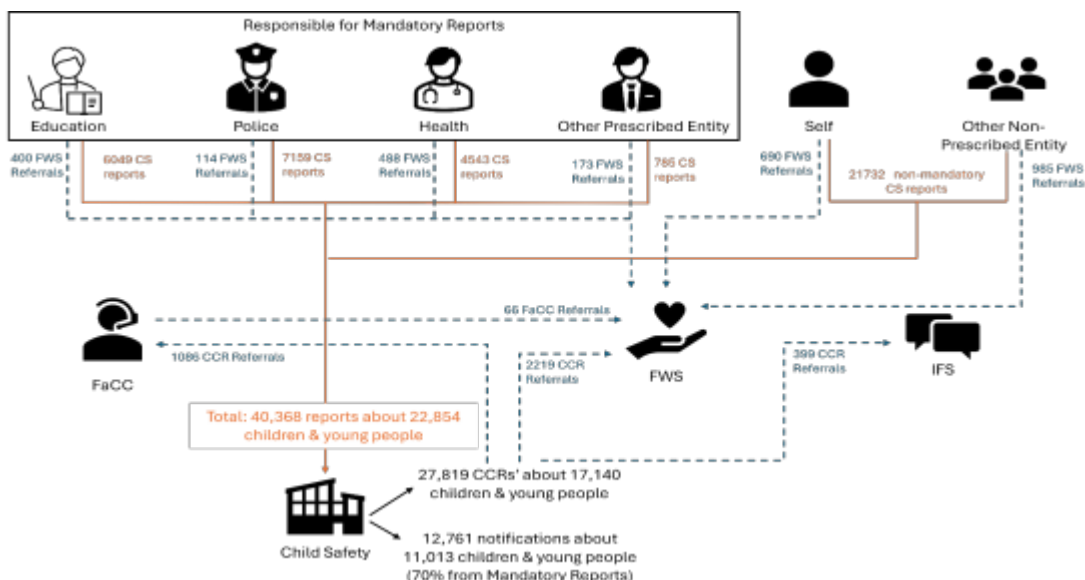 Responsible for Mandatory Reports
Education
Police
Health
Other Prescribed Entity
Self
Other Non-
Prescribed Entity
400 FWS
Referrals
6049 CS
reports
114 FWS
Referrals
7159 CS
reports
488 FWS
Referrals
4543 CS
reports
173 FWS
Referrals
785 CS
reports
690 FWS
Referrals
21732 non-mandatory
CS reports
985 FWS
Referrals
66 FaCC Referrals
1086 CCR Referrals
FaCC
2219 CCR
Referrals
FWS
399 CCR
Referrals
IFS
Total: 40,368 reports about 22,854
children & young people
27,819 CCRs' about 17,140
children & young people
Child Safety
12,761 notifications about
11,013 children & young people
(70% from Mandatory Reports)